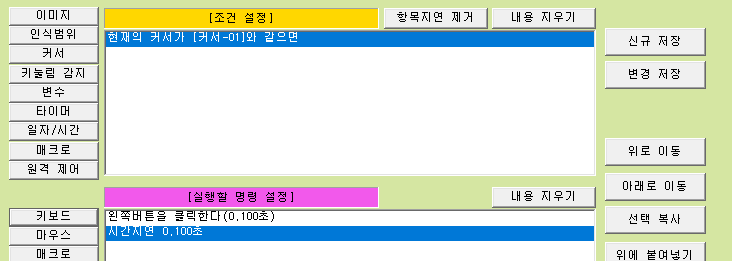 이미지
[조건 설정]
항목지연 제거
내용 지우기
인식범위
현재의 커서가 [커서-01]와 같으면
신규 저장
커서
키눌림 감지
변경 저장
변수
타이머
일자/시간
매크로
위로 이동
원격 제어
아래로 이동
[실행할 명령 설정]
내용 지우기
키보드
왼쪽버튼을 클릭한다(0,100초)
선택 복사
마우스
시간지연 0,100초
매크로
위에 붙여넣기